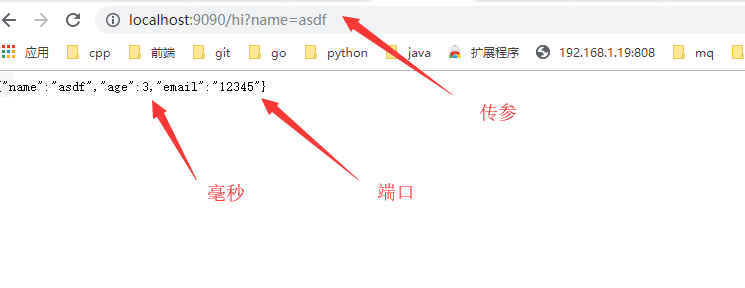 localhost:9090/hi?name=asdf
应用 cpp 前端 git go python java 扩展程序 192.168.1.19:808 mq
{"name":"asdf","age":3,"email":"12345"}
传参
毫秒 端口